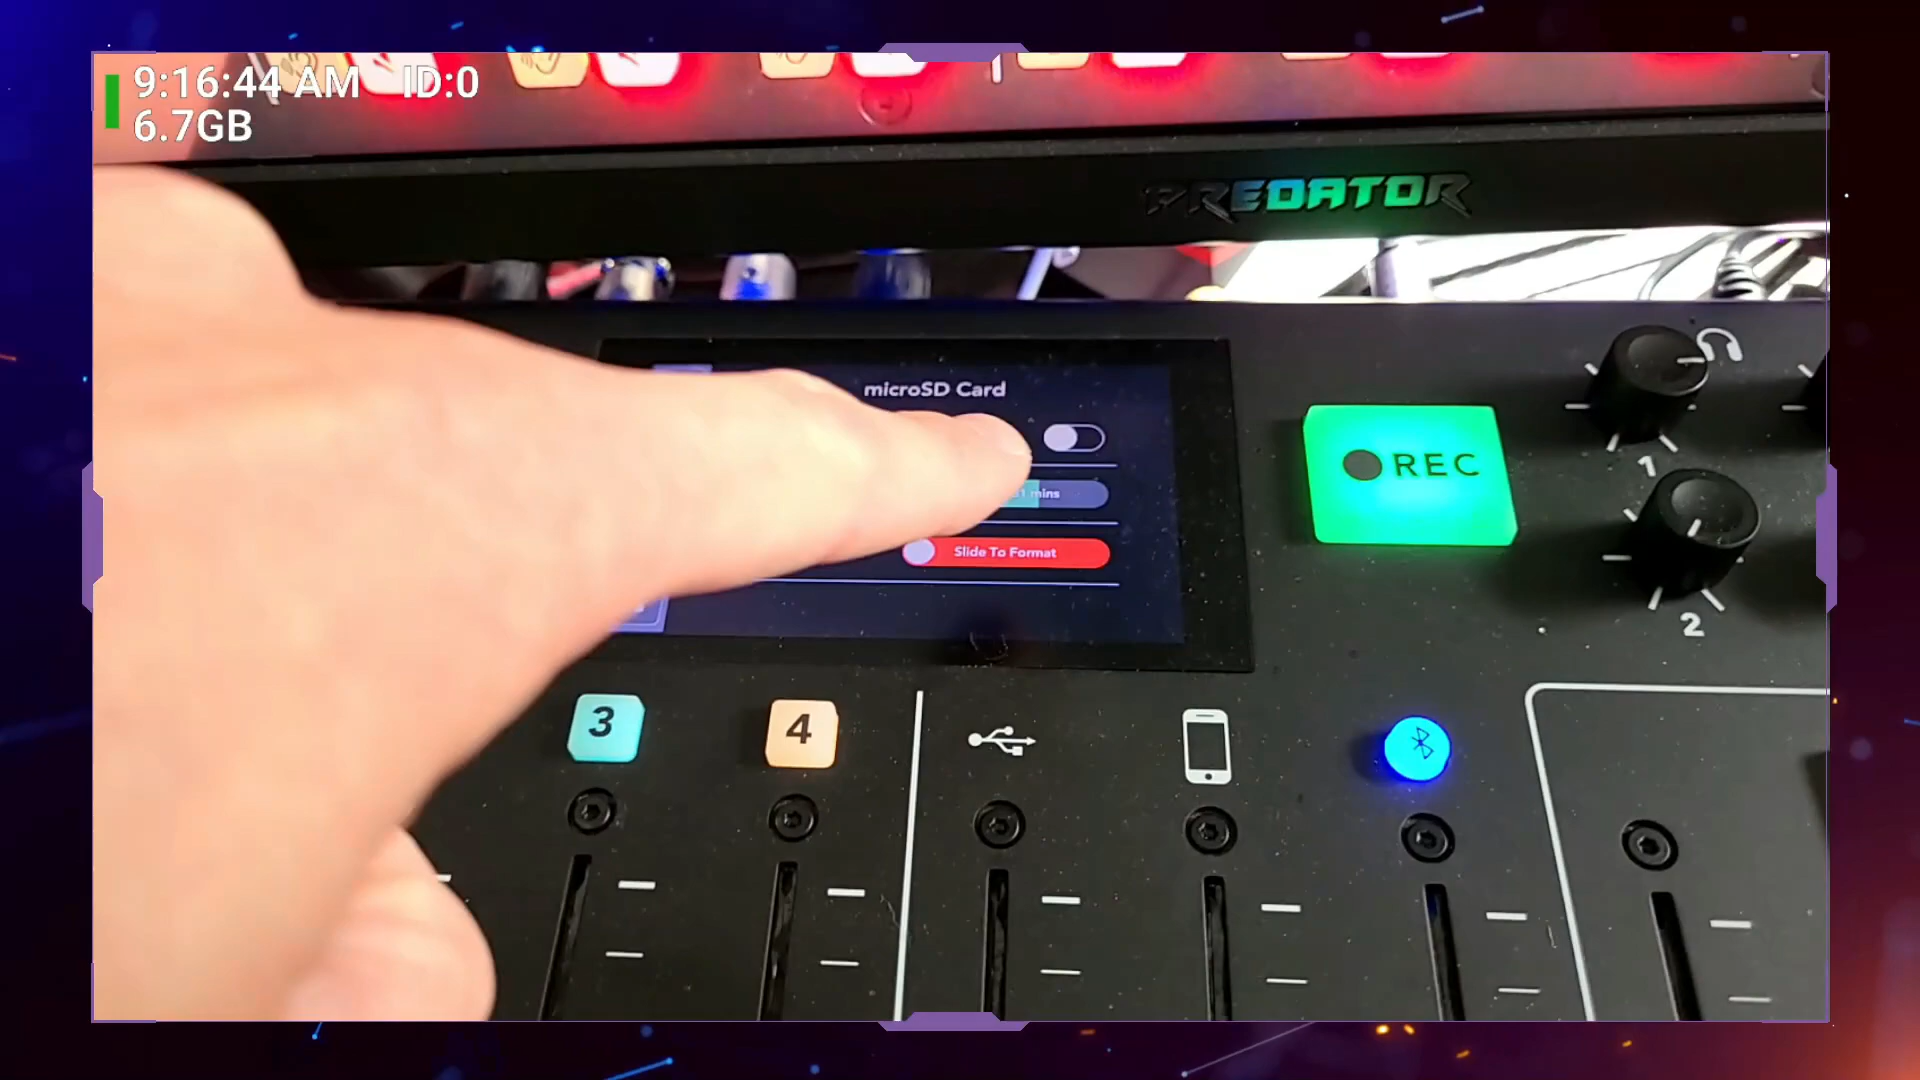 9:16:44 AM ID:0
6.7GB
PREDATOR
microSD Card
mins
Slide To Format
REC
1
2
3
4